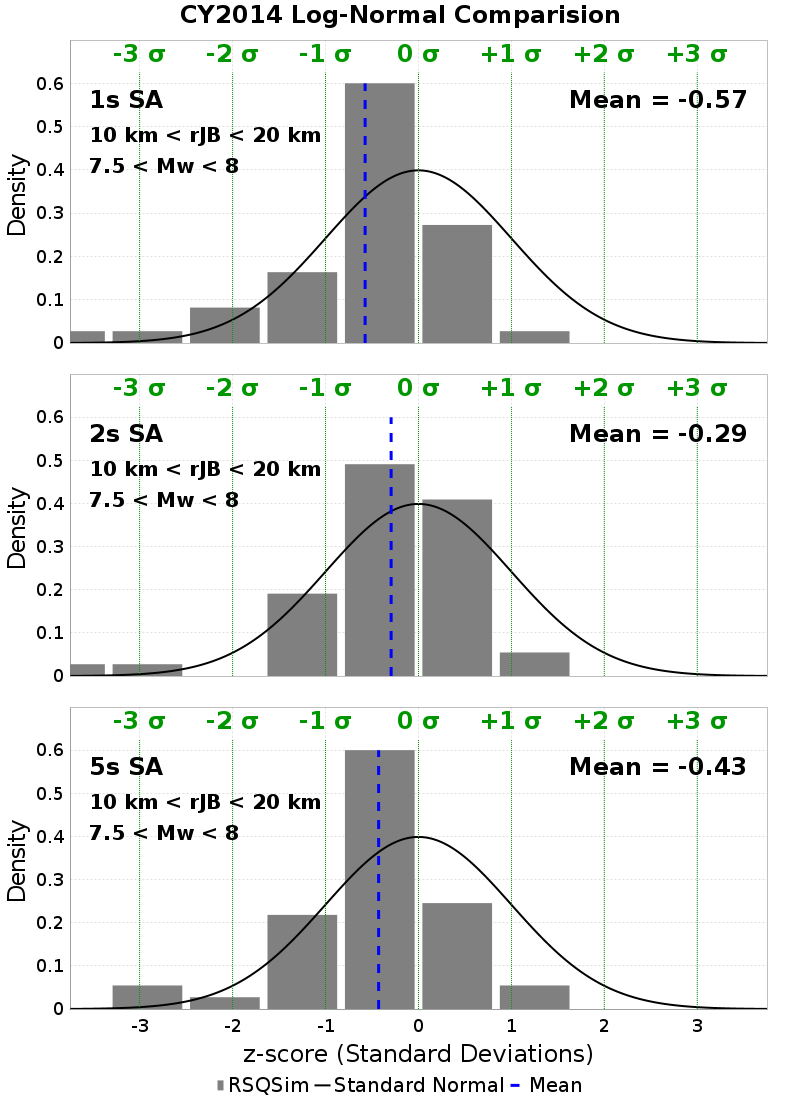 CY2014 Log-Normal Comparision
-3 σ -2 σ -1 σ 0 σ +1 σ +2 σ +3 σ
1s SA
Mean = -0.57
10 km < rJB < 20 km
7.5 < Mw < 8
Density
0.6
0.5
0.4
0.3
0.2
0.1
0
-3 σ -2 σ -1 σ 0 σ +1 σ +2 σ +3 σ
2s SA
Mean = -0.29
10 km < rJB < 20 km
7.5 < Mw < 8
Density
0.6
0.5
0.4
0.3
0.2
0.1
0
-3 σ -2 σ -1 σ 0 σ +1 σ +2 σ +3 σ
5s SA
Mean = -0.43
10 km < rJB < 20 km
7.5 < Mw < 8
Density
0.6
0.5
0.4
0.3
0.2
0.1
0
-3 -2 -1 0 1 2 3
z-score (Standard Deviations)
RSQSim Standard Normal Mean